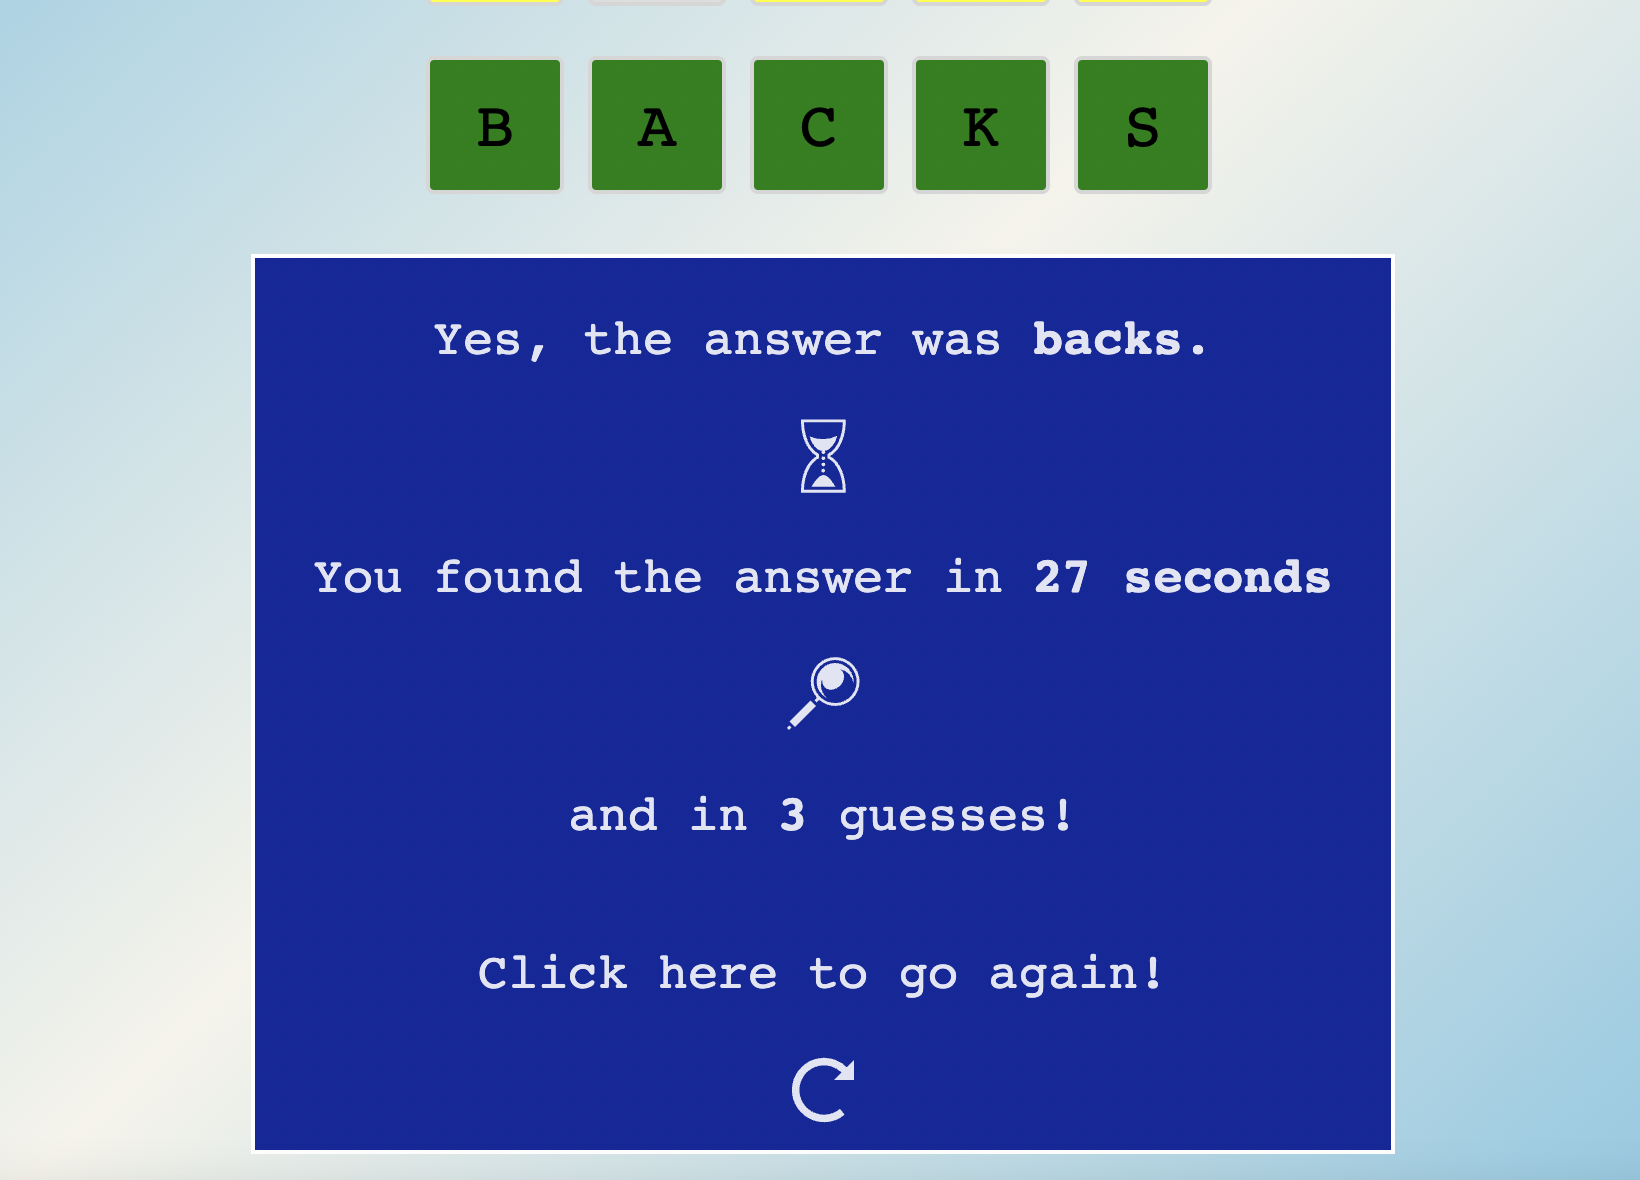 B A C K S
Yes, the answer was backs.
You found the answer in 27 seconds
and in 3 guesses!
Click here to go again!